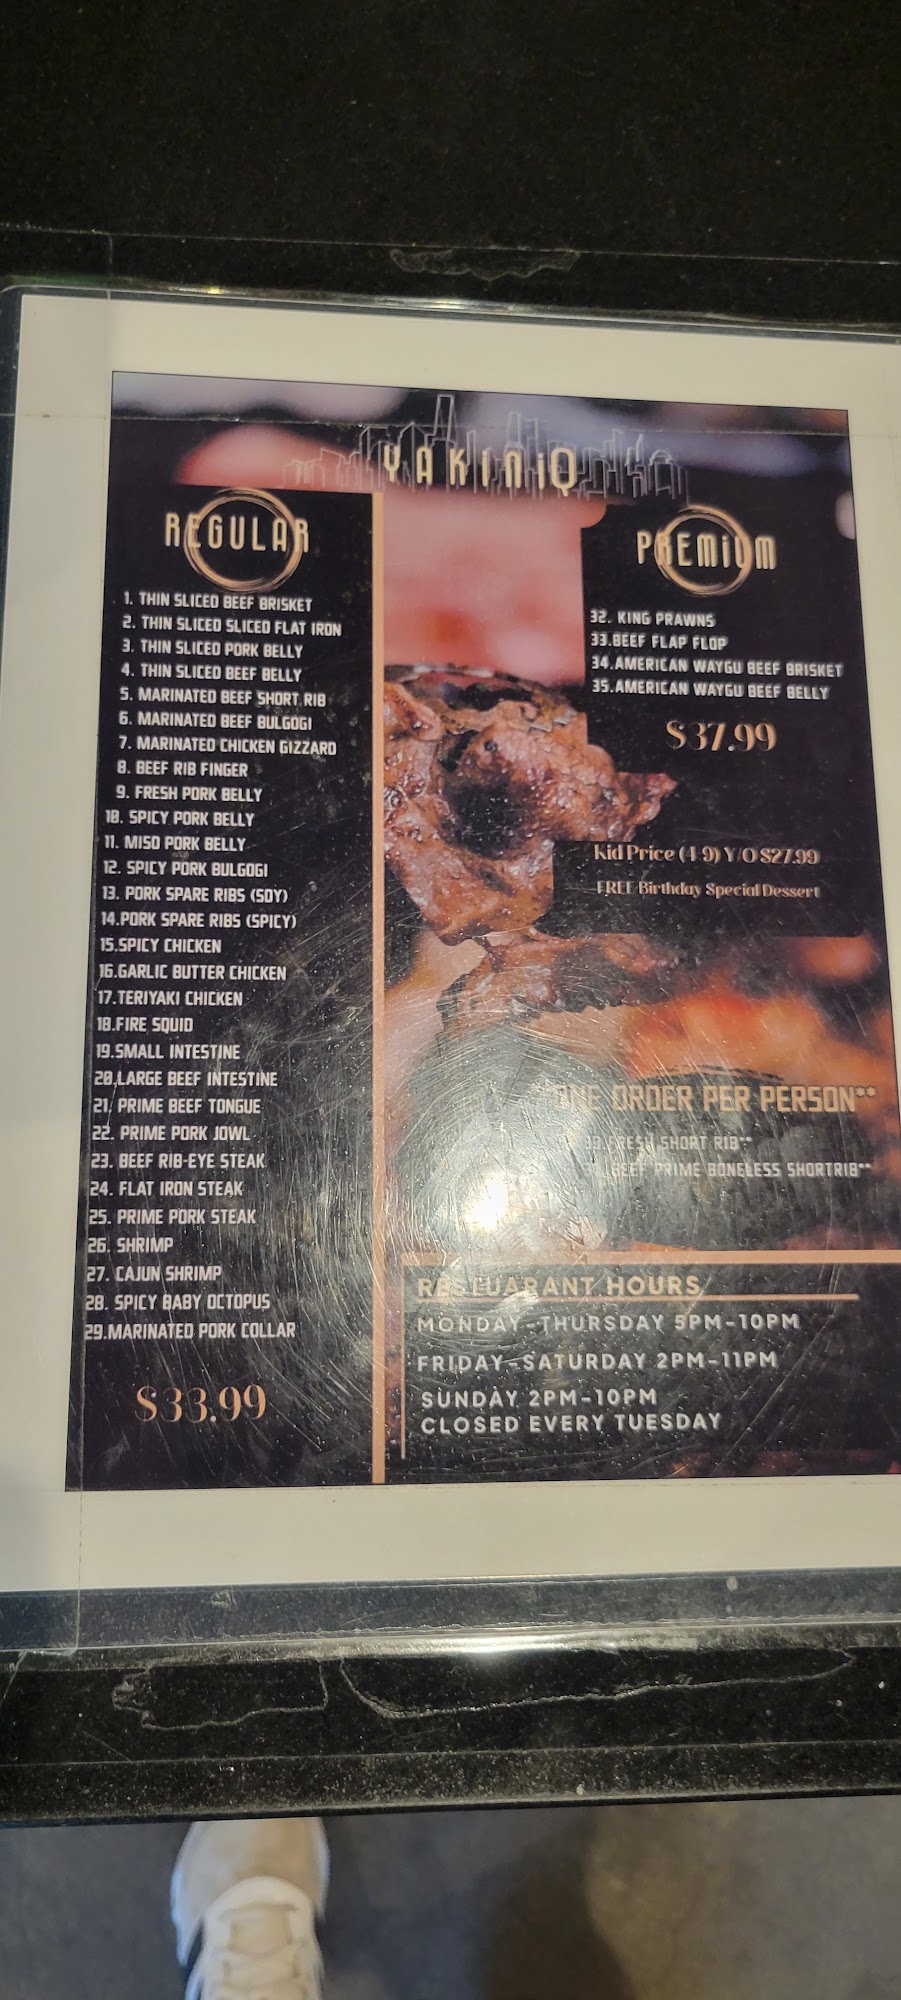 YAKiNiQ
REGULAR
1. THIN SLICED BEEF BRISKET
2. THIN SLICED SLICED FLAT IRON
3. THIN SLICED PORK BELLY
4. THIN SLICED BEEF BELLY
5. MARINATED BEEF SHORT RIB
6. MARINATED BEEF BULGOGI
7. MARINATED CHICKEN GIZZARD
8. BEEF RIB FINGER
9. FRESH PORK BELLY
10. SPICY PORK BELLY
11. MISO PORK BELLY
12. SPICY PORK BULGOGI
13. PORK SPARE RIBS (SOY)
14.PORK SPARE RIBS (SPICY)
15.SPICY CHICKEN
16.GARLIC BUTTER CHICKEN
17.TERIYAKI CHICKEN
18.FIRE SQUID
19.SMALL INTESTINE
20.LARGE BEEF INTESTINE
21. PRIME BEEF TONGUE
22. PRIME PORK JOWL
23. BEEF RIB-EYE STEAK
24. FLAT IRON STEAK
25. PRIME PORK STEAK
26. SHRIMP
27. CAJUN SHRIMP
28. SPICY BABY OCTOPUS
29.MARINATED PORK COLLAR
$33.99
PREMiUM
32. KING PRAWNS
33.BEEF FLAP FLOP
34.AMERICAN WAYGU BEEF BRISKET
35.AMERICAN WAYGU BEEF BELLY
$37.99
Kid Price (4-9) Y/O $27.99
FREE Birthday Special Dessert
ONE ORDER PER PERSON**
FRESH SHORT RIB**
BEEF PRIME BONELESS SHORTRIB**
RESTUARANT HOURS
MONDAY-THURSDAY 5PM-10PM
FRIDAY-SATURDAY 2PM-11PM
SUNDAY 2PM-10PM
CLOSED EVERY TUESDAY